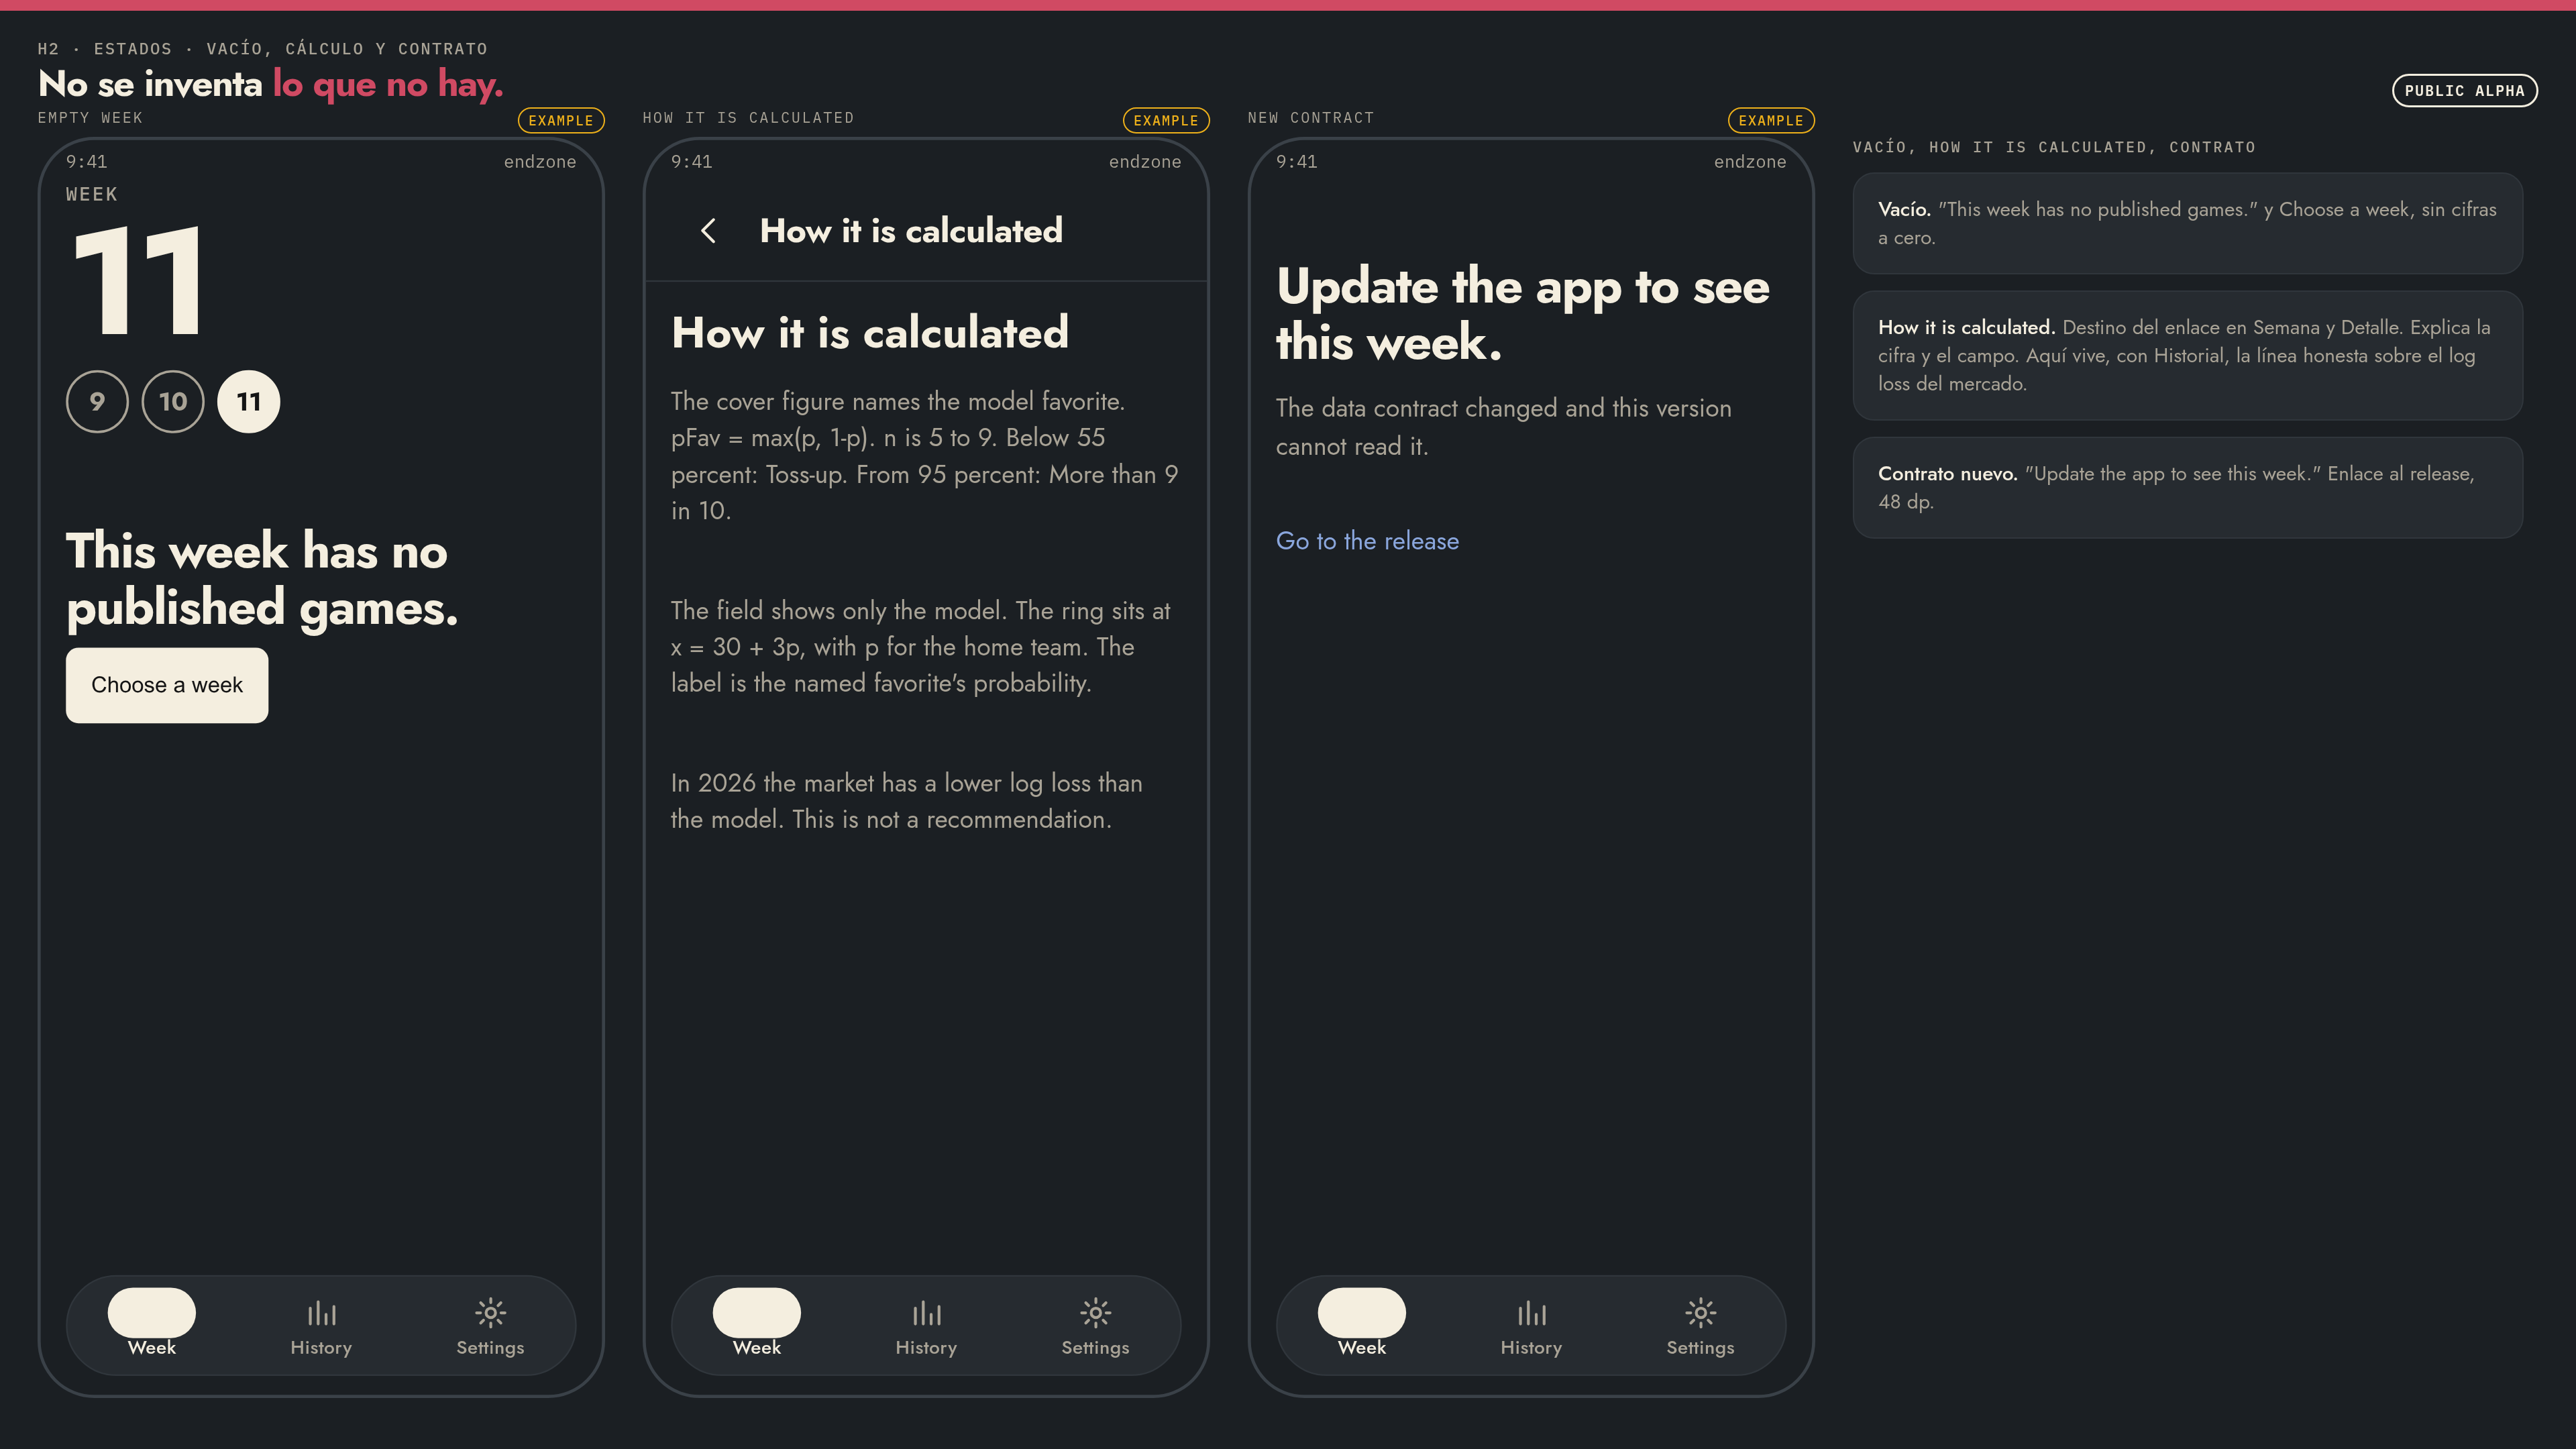 H2 · ESTADOS · VACÍO, CÁLCULO Y CONTRATO
No se inventa lo que no hay.
PUBLIC ALPHA
EMPTY WEEK
EXAMPLE
9:41
endzone
WEEK
11
9
10
11
This week has no
published games.
Choose a week
Week
History
Settings
HOW IT IS CALCULATED
EXAMPLE
9:41
endzone
How it is calculated
How it is calculated
The cover figure names the model favorite.
pFav = max(p, 1-p). n is 5 to 9. Below 55
percent: Toss-up. From 95 percent: More than 9
in 10.
The field shows only the model. The ring sits at
x = 30 + 3p, with p for the home team. The
label is the named favorite's probability.
In 2026 the market has a lower log loss than
the model. This is not a recommendation.
Week
History
Settings
NEW CONTRACT
EXAMPLE
9:41
endzone
Update the app to see
this week.
The data contract changed and this version
cannot read it.
Go to the release
Week
History
Settings
VACÍO, HOW IT IS CALCULATED, CONTRATO
Vacío. "This week has no published games." y Choose a week, sin cifras
a cero.
How it is calculated. Destino del enlace en Semana y Detalle. Explica la
cifra y el campo. Aquí vive, con Historial, la línea honesta sobre el log
loss del mercado.
Contrato nuevo. "Update the app to see this week." Enlace al release,
48 dp.